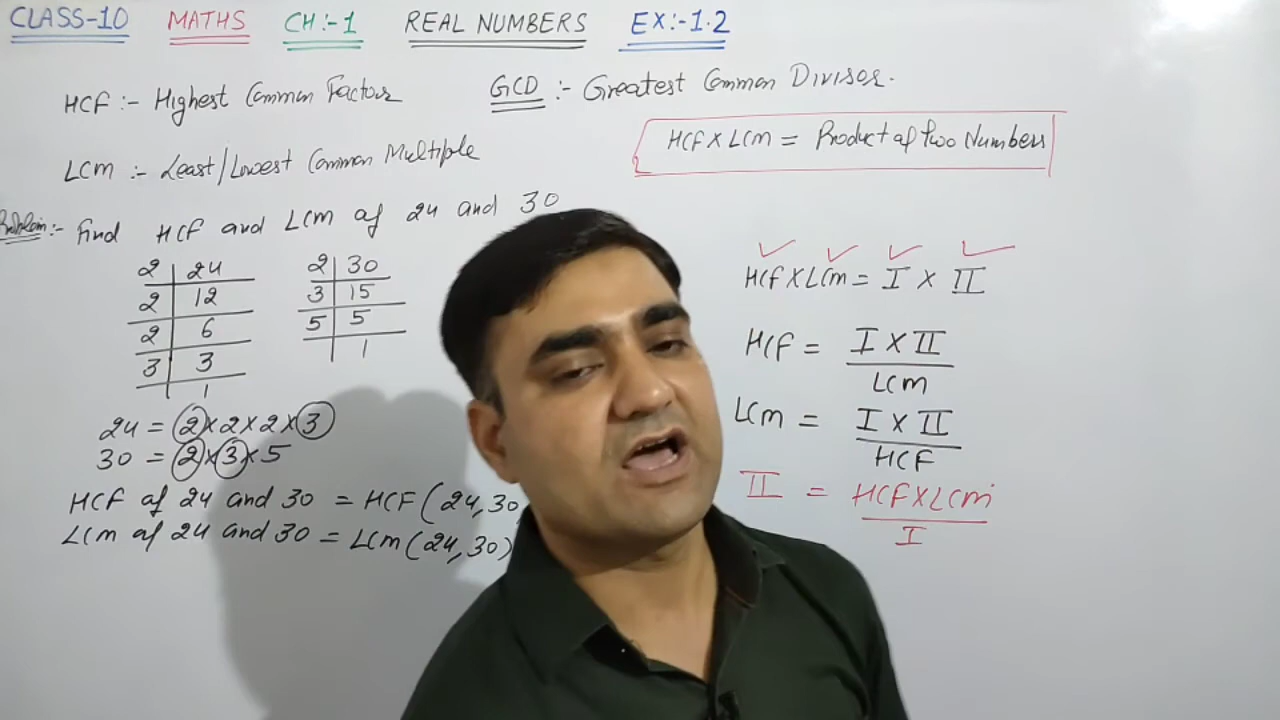 CLASS-10 MATHS CH:-1 REAL NUMBERS EX:-1.2
HCF :- Highest Common Factor
GCD :- Greatest Common Divisor.
LCM :- Least/Lowest Common Multiple
HCF X LCM = Product of Two Numbers
Problem:- Find HCF and LCM of 24 and 30
2 | 24
2 | 12
2 | 6
3 | 3
1
2 | 30
3 | 15
5 | 5
1
24 = 2 × 2 × 2 × 3
30 = 2 × 3 × 5
HCF of 24 and 30 = HCF (24, 30
LCM of 24 and 30 = LCM (24, 30)
HCF X LCM = I X II
HCF = I X II
LCM
LCM = I X II
HCF
II = HCF X LCM
I